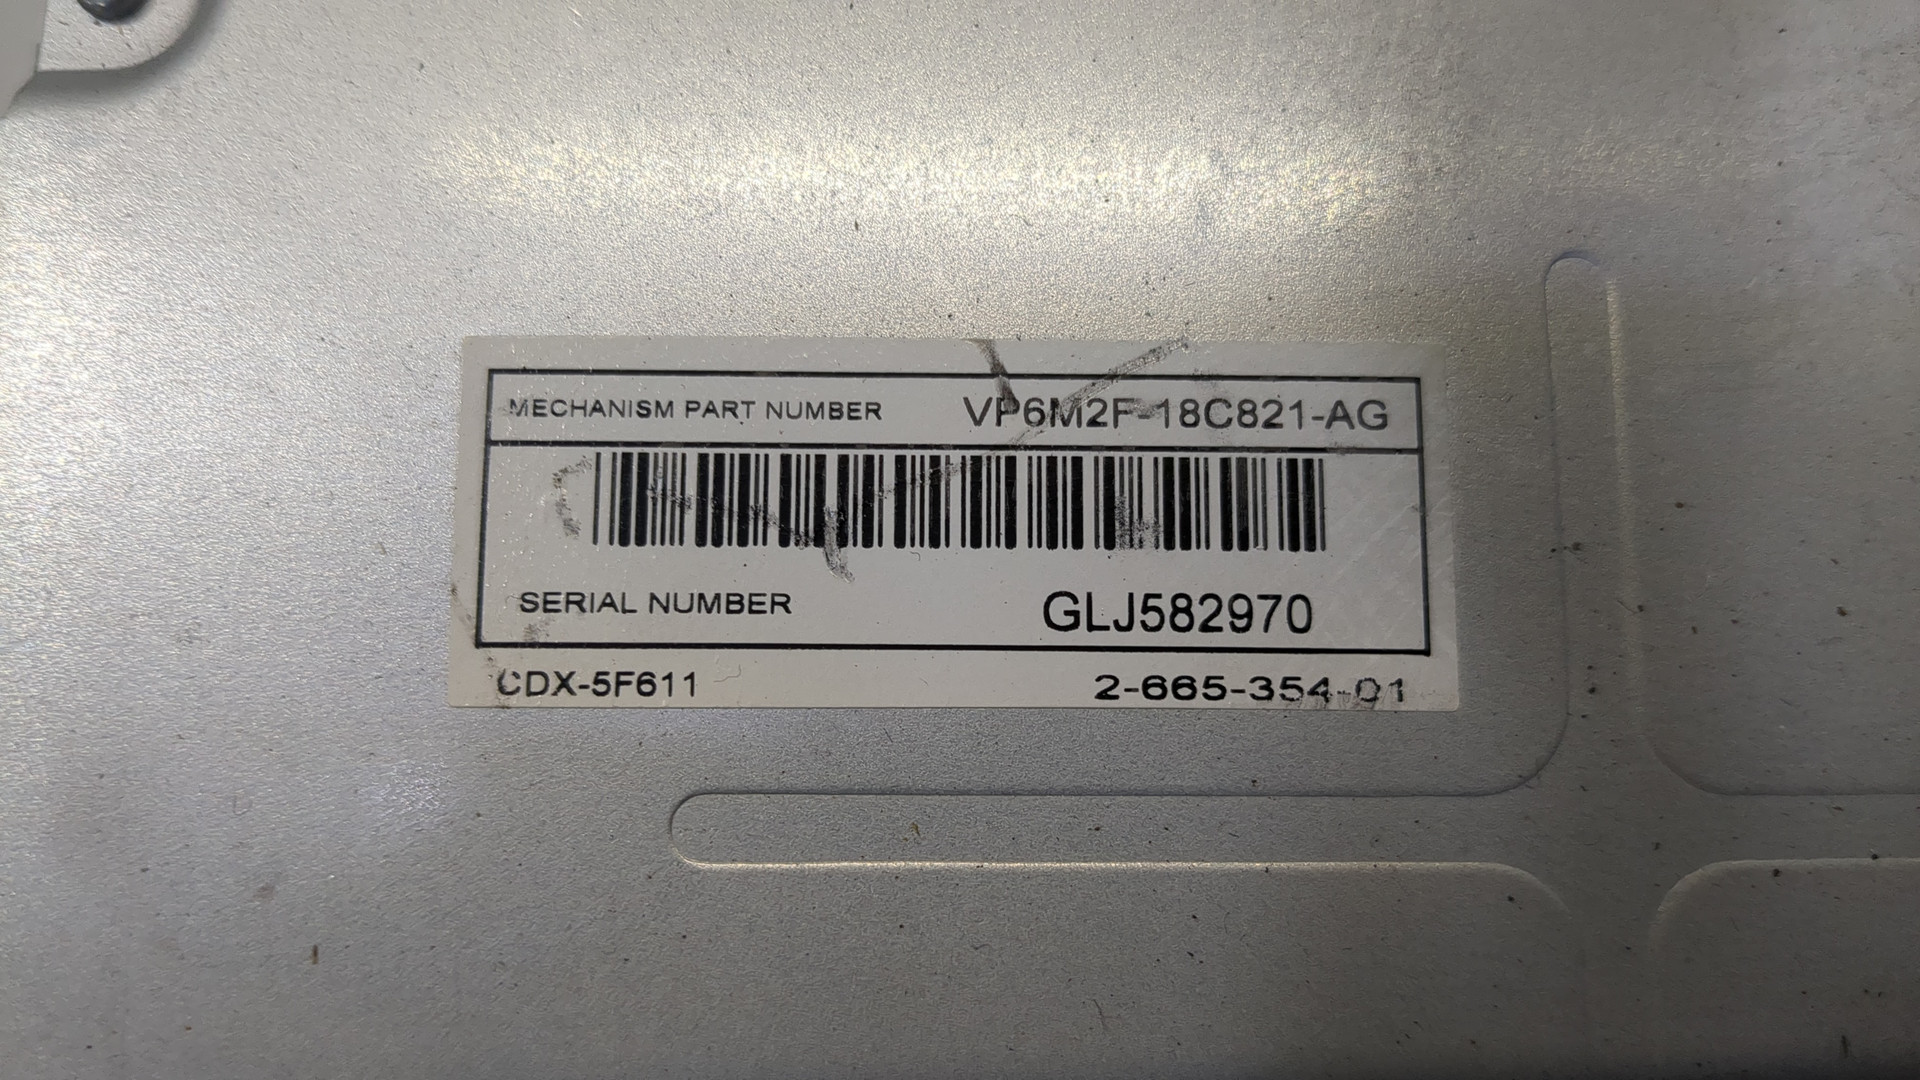 MECHANISM PART NUMBER VP6M2F-18C821-AG
SERIAL NUMBER GLJ582970
CDX-5F611 2-665-354-01